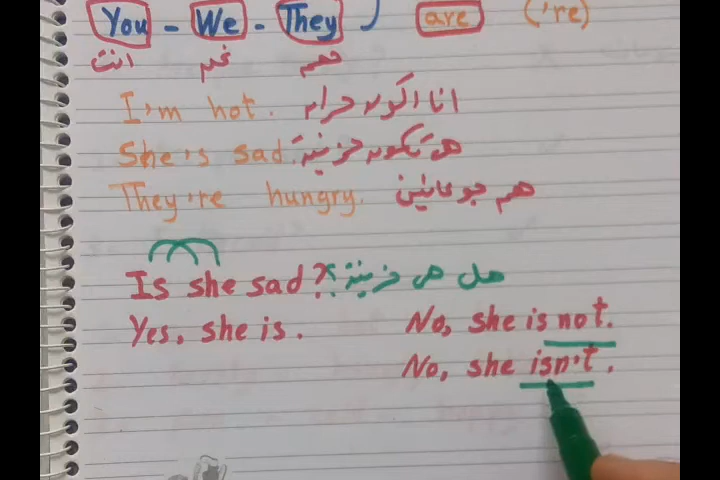 You - We - They ) are ('re)
انت نحن هم
I'm hot. انا اكون حران
She's sad. هي تكون حزينة
They're hungry. هم جوعانين
Is she sad ? هل هي حزينة؟
Yes, she is. No, she is not.
No, she isn't.